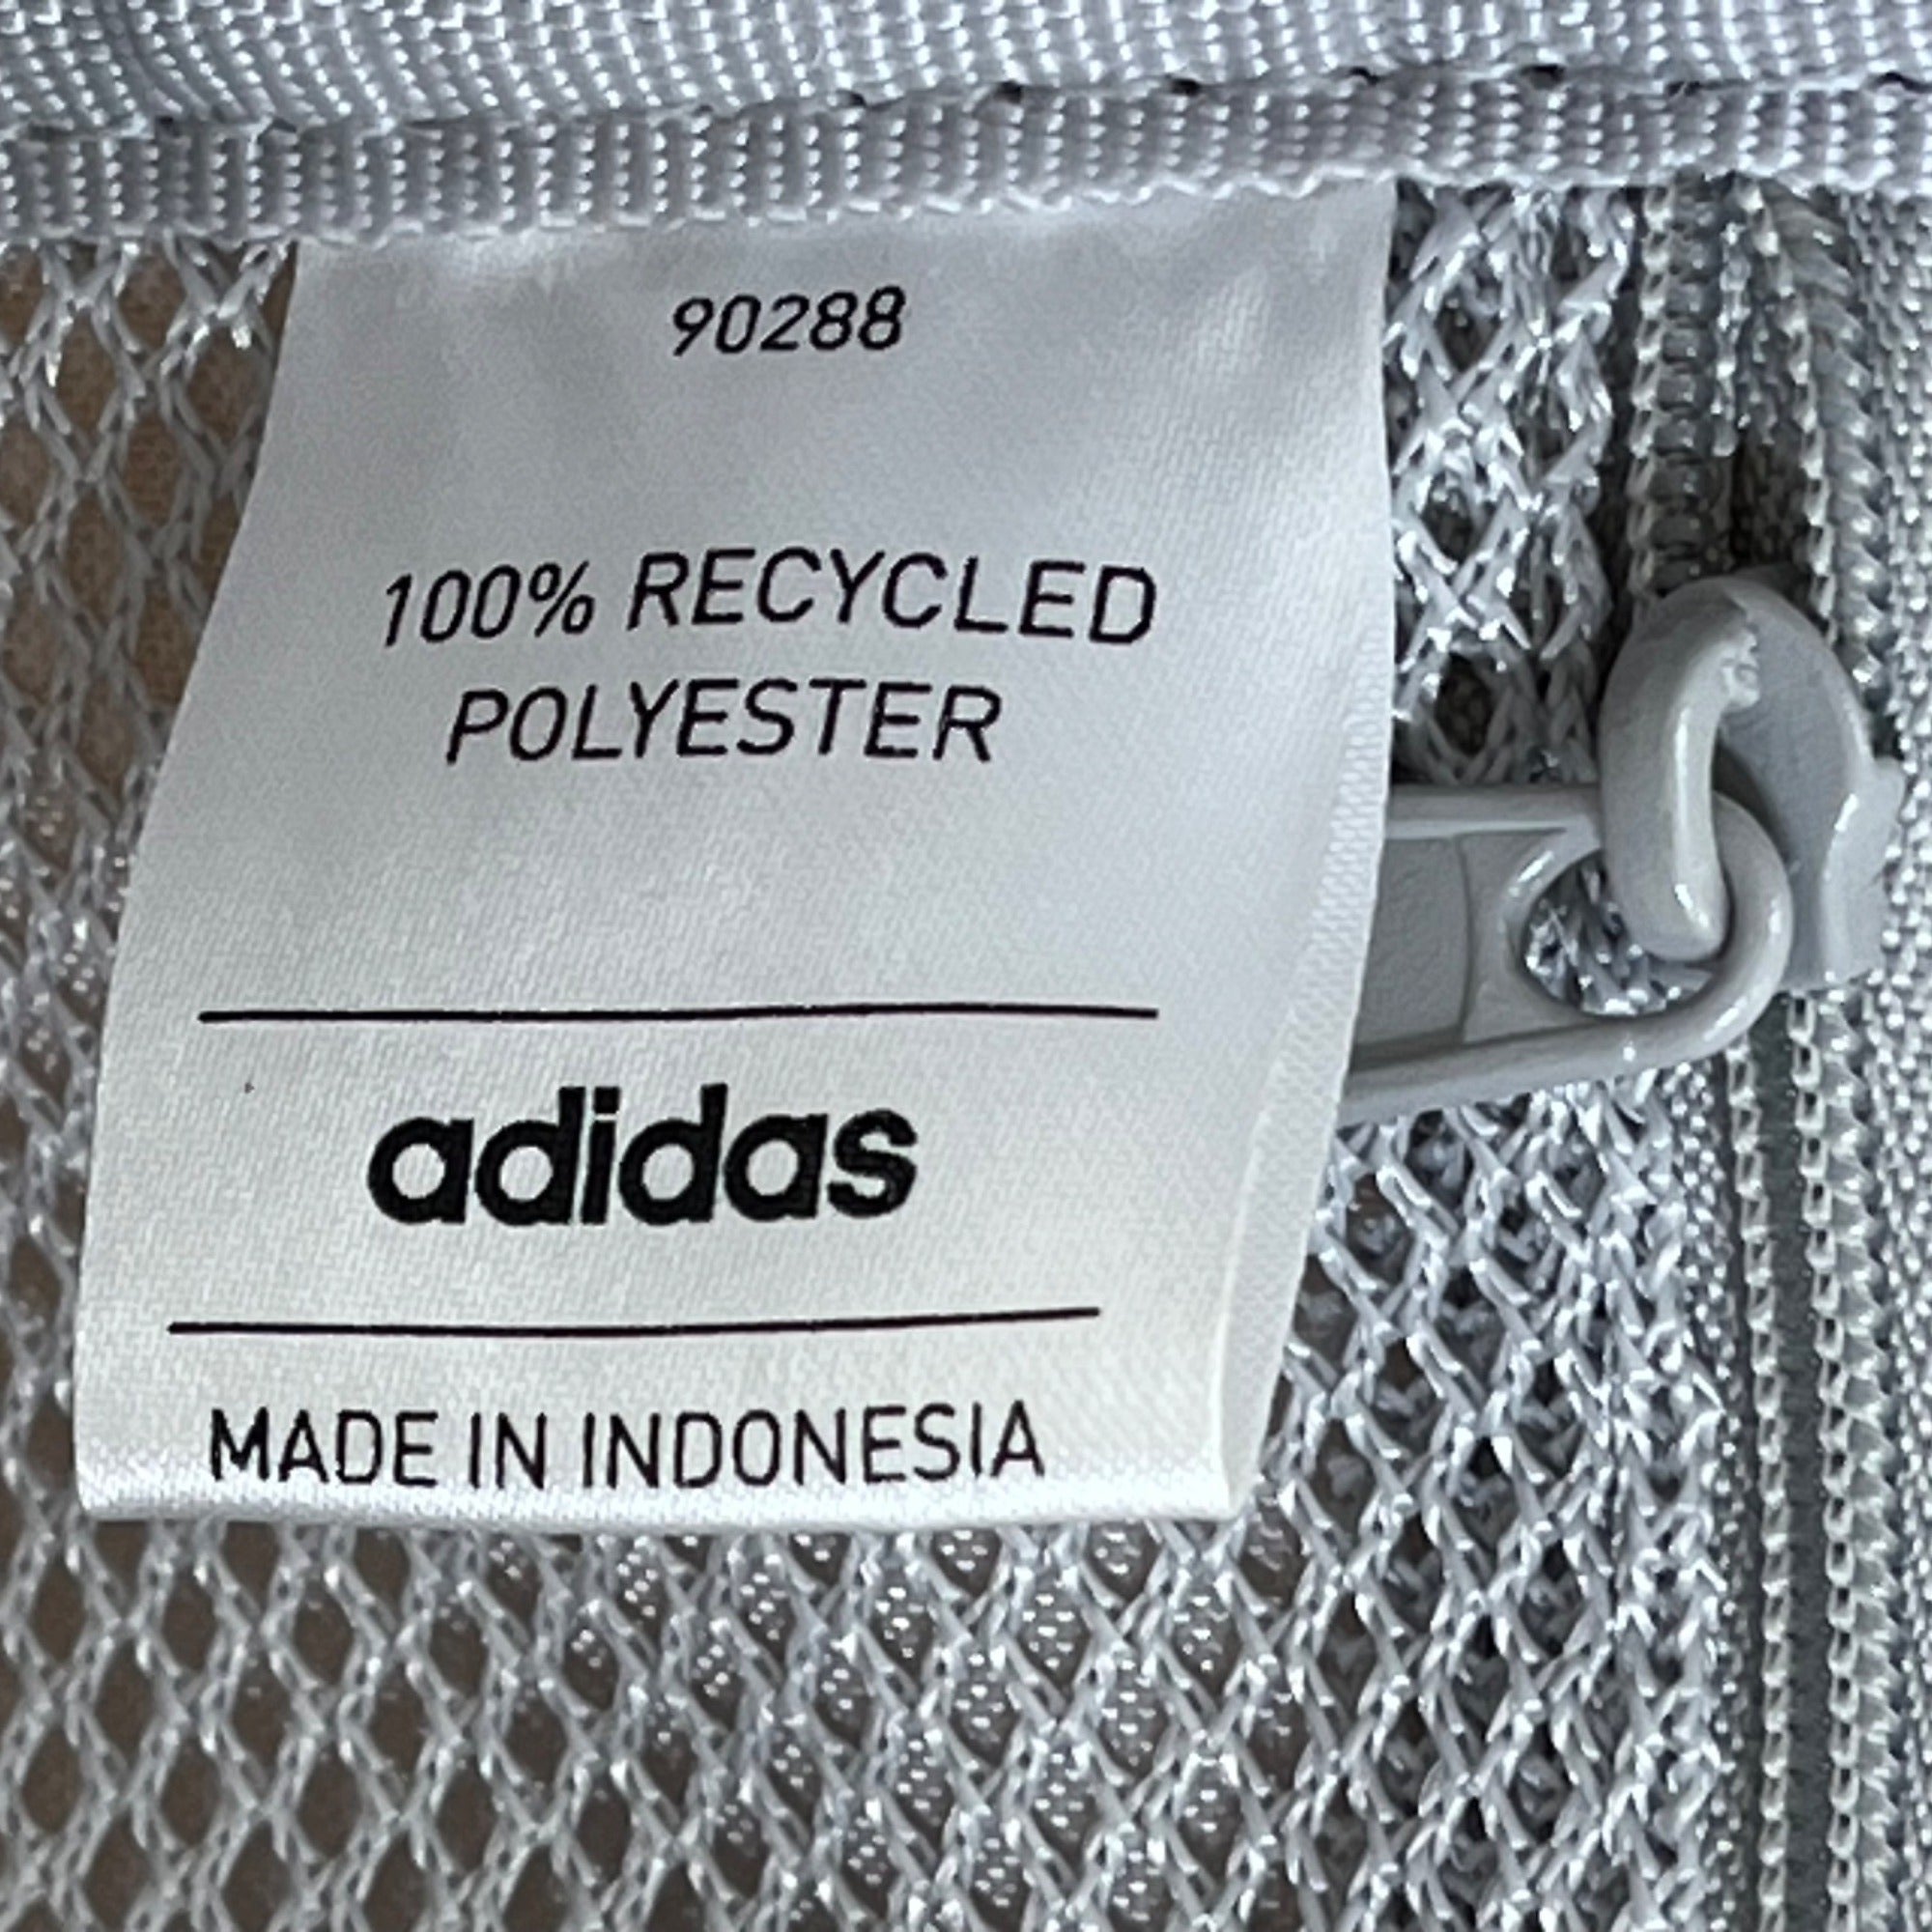 90288
100% RECYCLED
POLYESTER
adidas
MADE IN INDONESIA